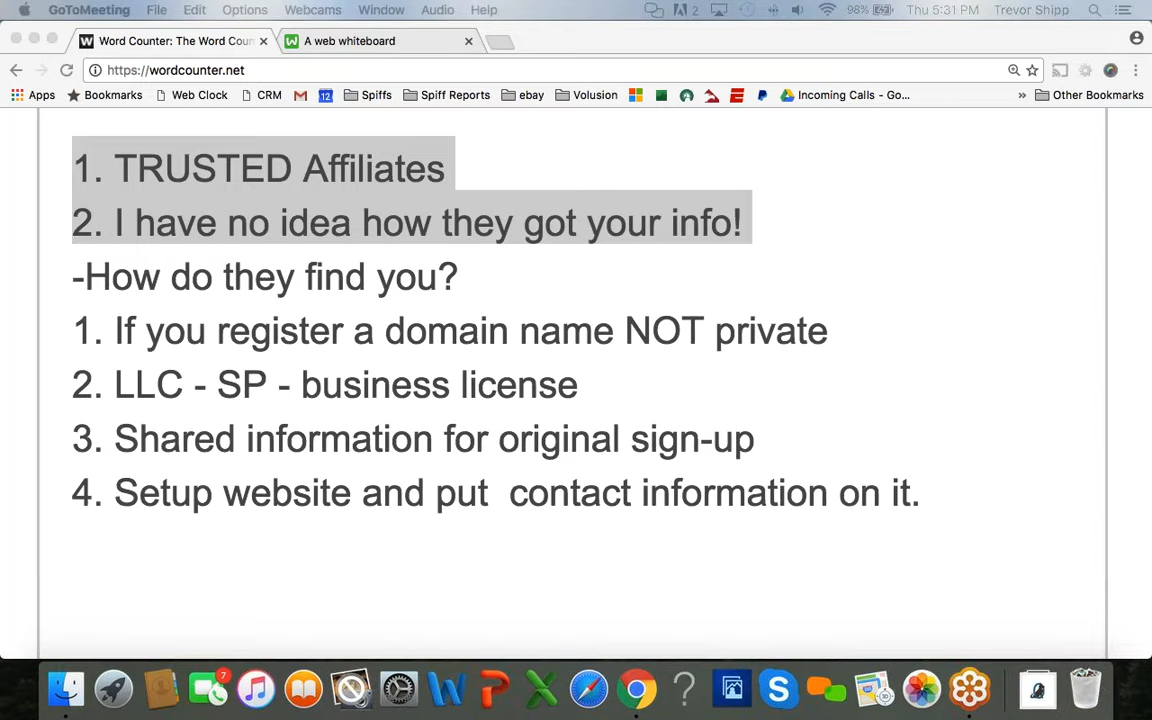 GoToMeeting File Edit Options Webcams Window Audio Help 2 98% Thu 5:31 PM Trevor Shipp
Word Counter: The Word Coun A web whiteboard
https://wordcounter.net
Apps Bookmarks Web Clock CRM 12 Spiffs Spiff Reports ebay Volusion Incoming Calls - Go... » Other Bookmarks
1. TRUSTED Affiliates
2. I have no idea how they got your info!
-How do they find you?
1. If you register a domain name NOT private
2. LLC - SP - business license
3. Shared information for original sign-up
4. Setup website and put  contact information on it.
7